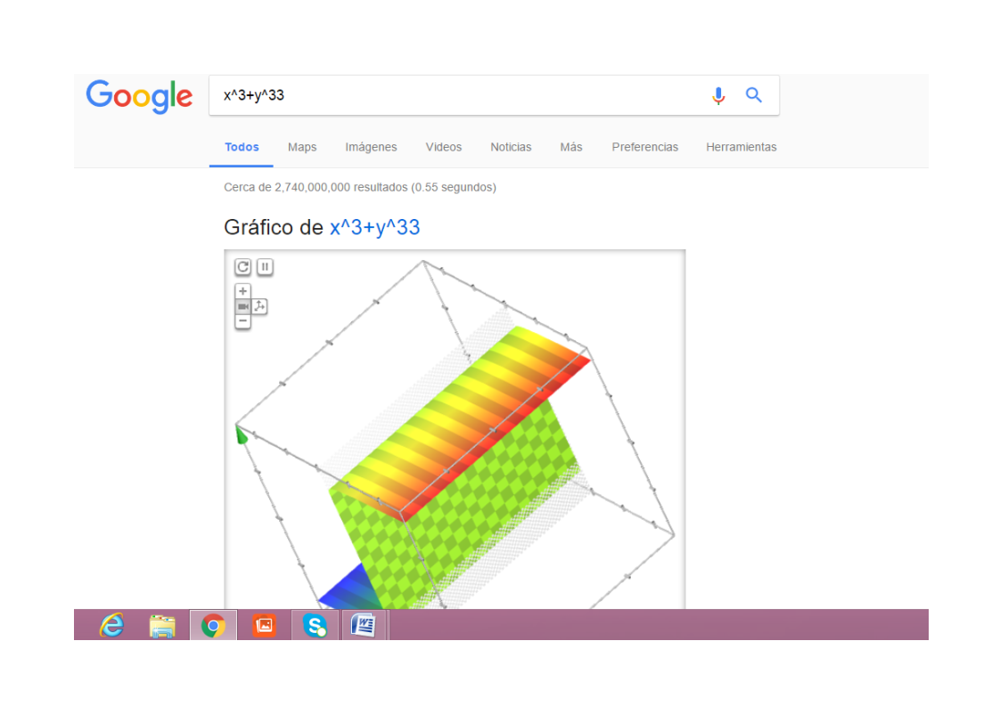 Google
x^3+y^33
Todos Maps Imágenes Videos Noticias Más Preferencias Herramientas
Cerca de 2,740,000,000 resultados (0.55 segundos)
Gráfico de x^3+y^33